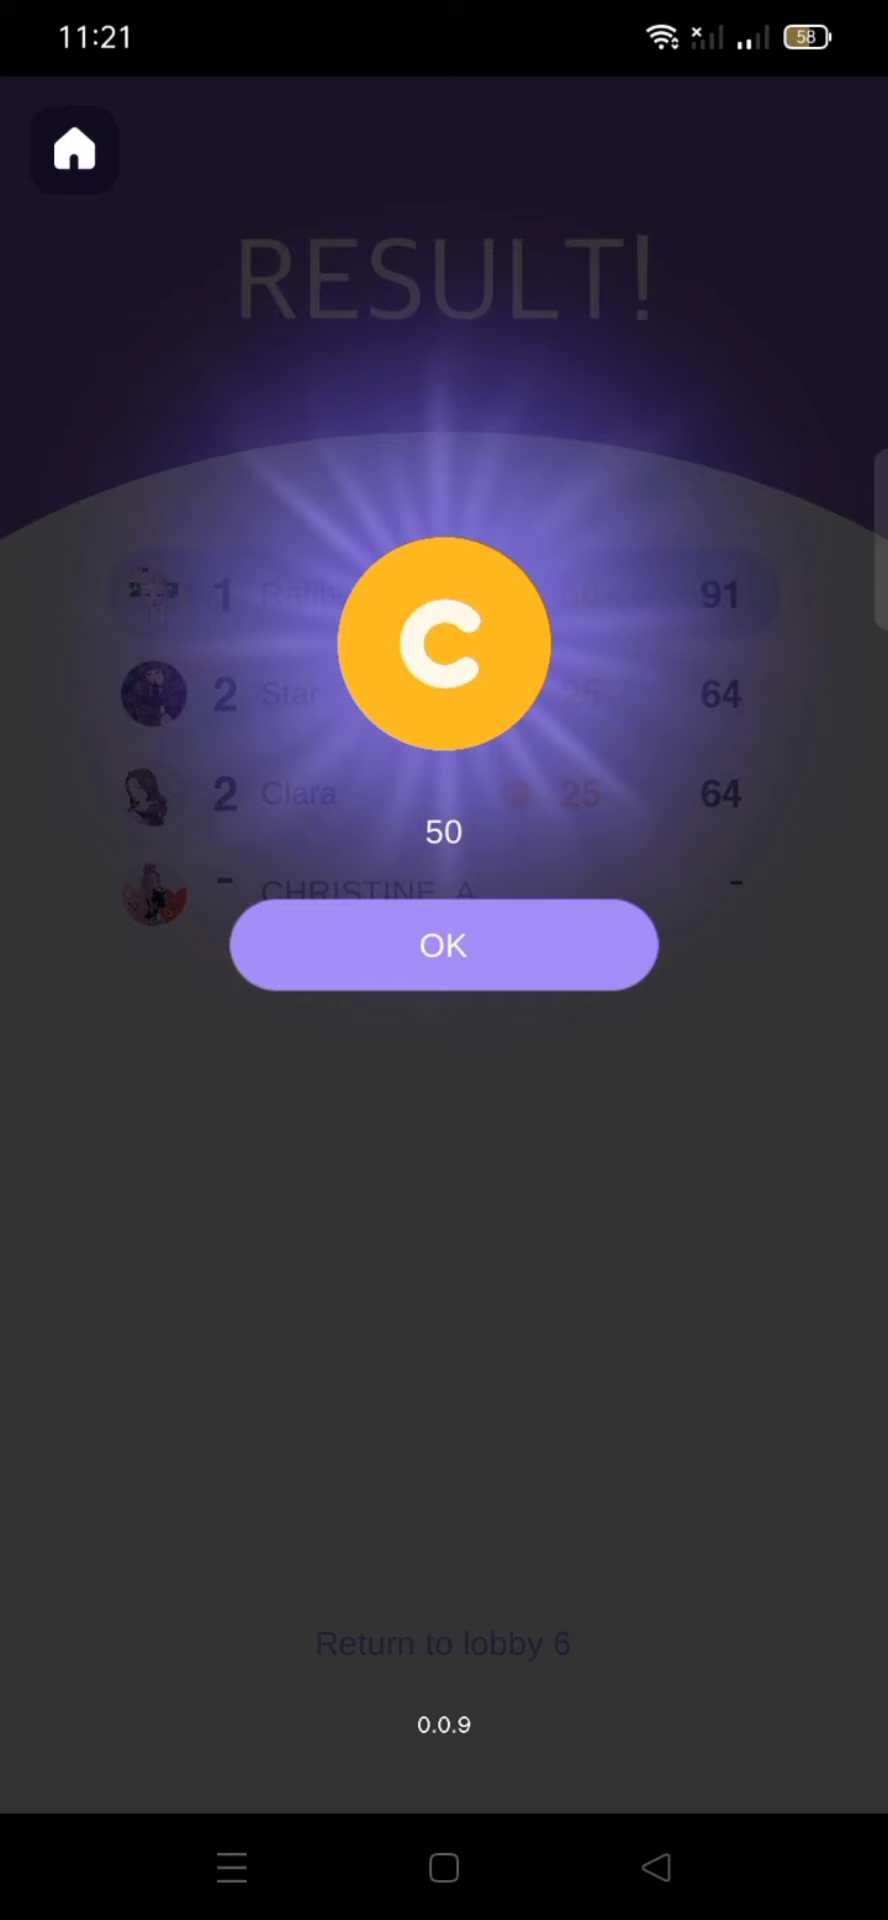 11:21
58
RESULT!
1 50 91
2 Star 25 64
C
2 Clara 25 64
50
- CHRISTINE A -
OK
Return to lobby 6
0.0.9